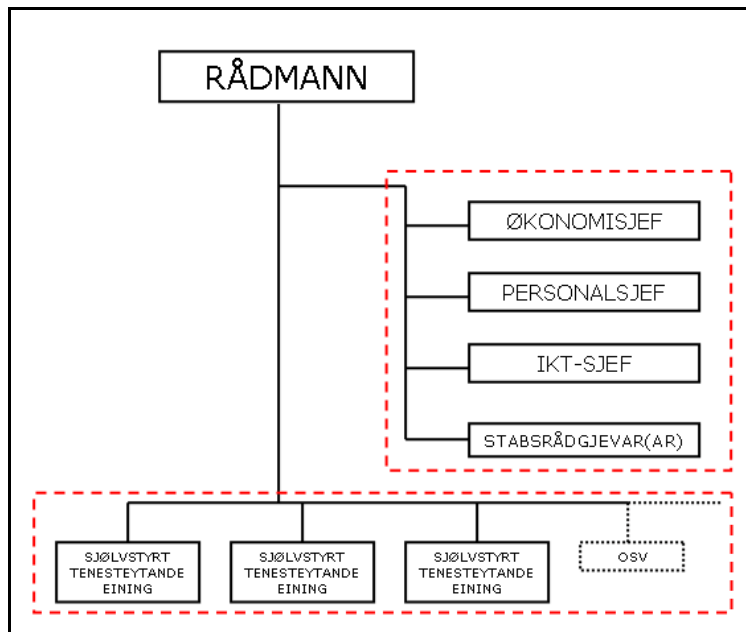 RÅDMANN
ØKONOMISJEF
PERSONALSJEF
IKT-SJEF
STABSRÅDGJEVAR(AR)
SJØLVSTYRT
TENESTEYTANDE
EINING
SJØLVSTYRT
TENESTEYTANDE
EINING
SJØLVSTYRT
TENESTEYTANDE
EINING
OSV